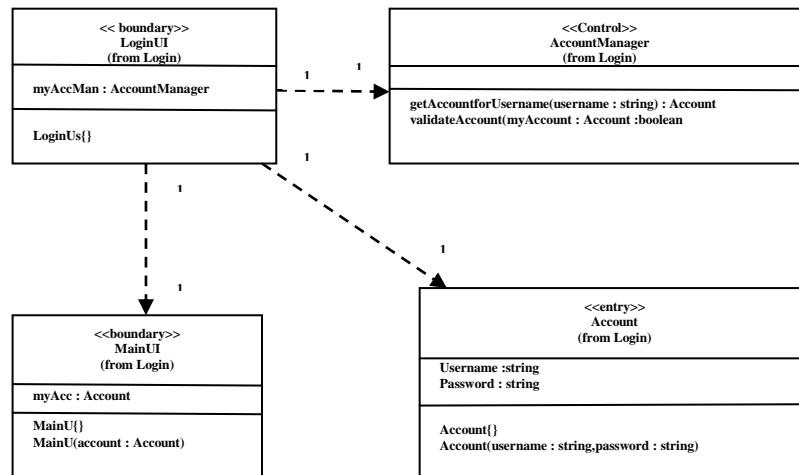 << boundary>>
LoginUI
(from Login)
myAccMan : AccountManager
LoginUs{}
1
1
<<Control>>
AccountManager
(from Login)
getAccountforUsername(username : string) : Account
validateAccount(myAccount : Account :boolean
1
1
1
1
<<boundary>>
MainUI
(from Login)
myAcc : Account
MainU{}
MainU(account : Account)
<<entry>>
Account
(from Login)
Username :string
Password : string
Account{}
Account(username : string,password : string)